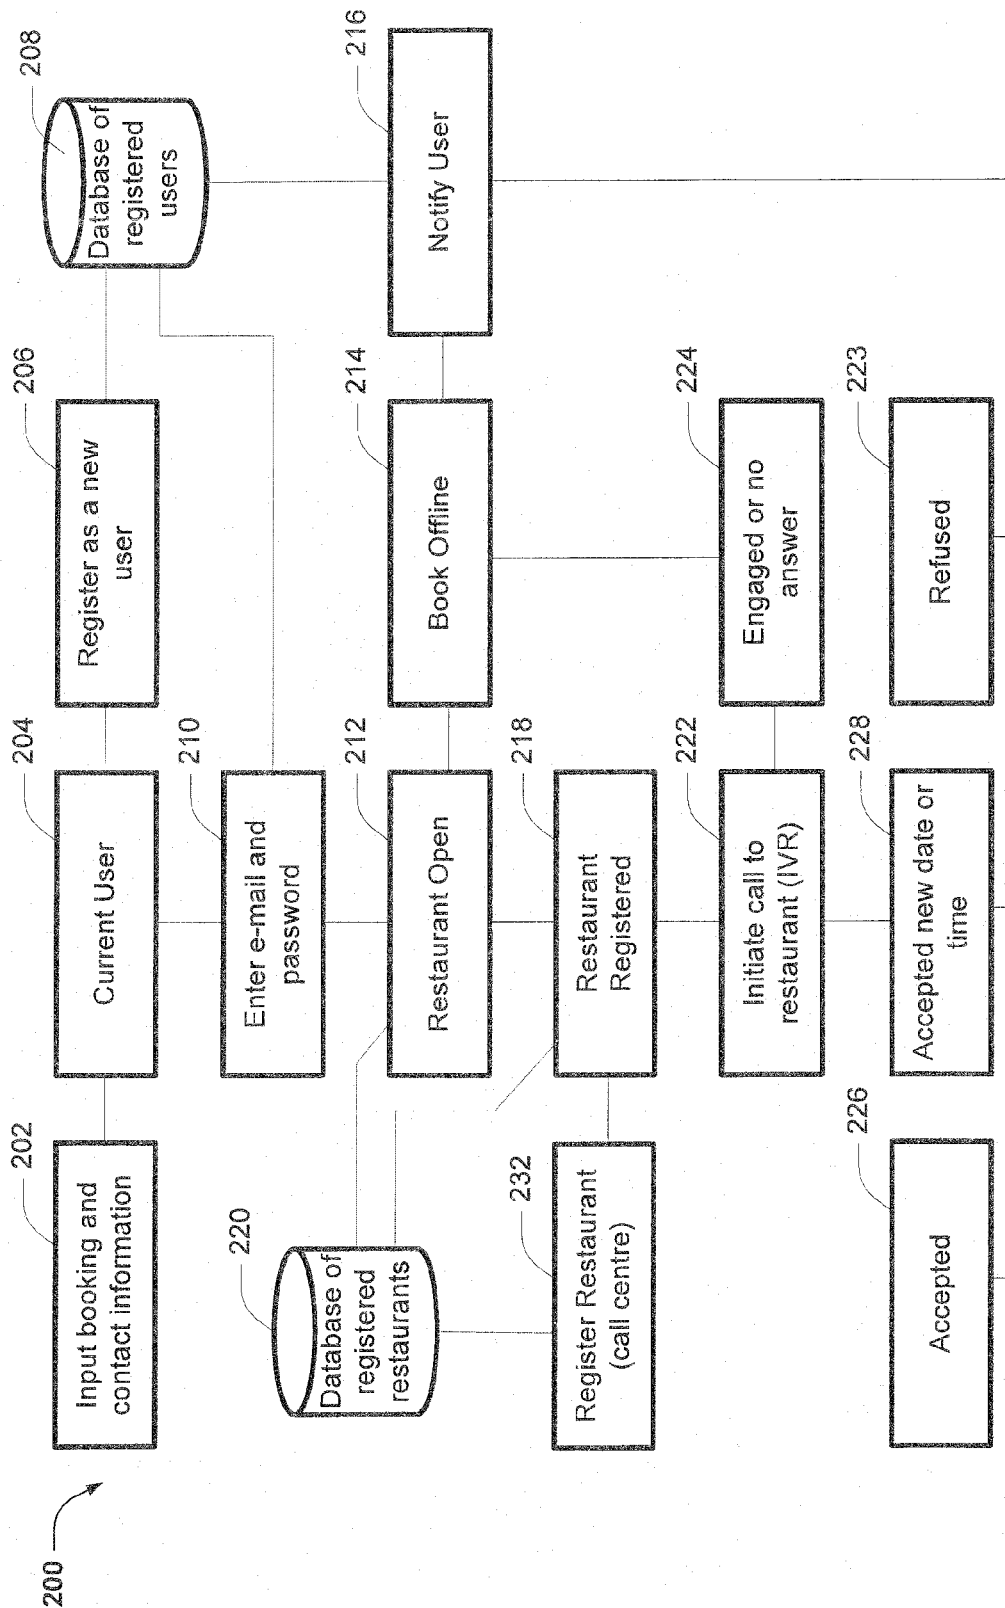 200
202
Input booking and
contact information
204
Current User
206
Register as a new
user
208
Database of
registered
users
210
Enter e-mail and
password
220
Database of
registered
restaurants
212
Restaurant Open
214
Book Offline
216
Notify User
232
Register Restaurant
(call centre)
218
Restaurant
Registered
222
Initiate call to
restaurant (IVR)
224
Engaged or no
answer
226
Accepted
228
Accepted new date or
time
223
Refused